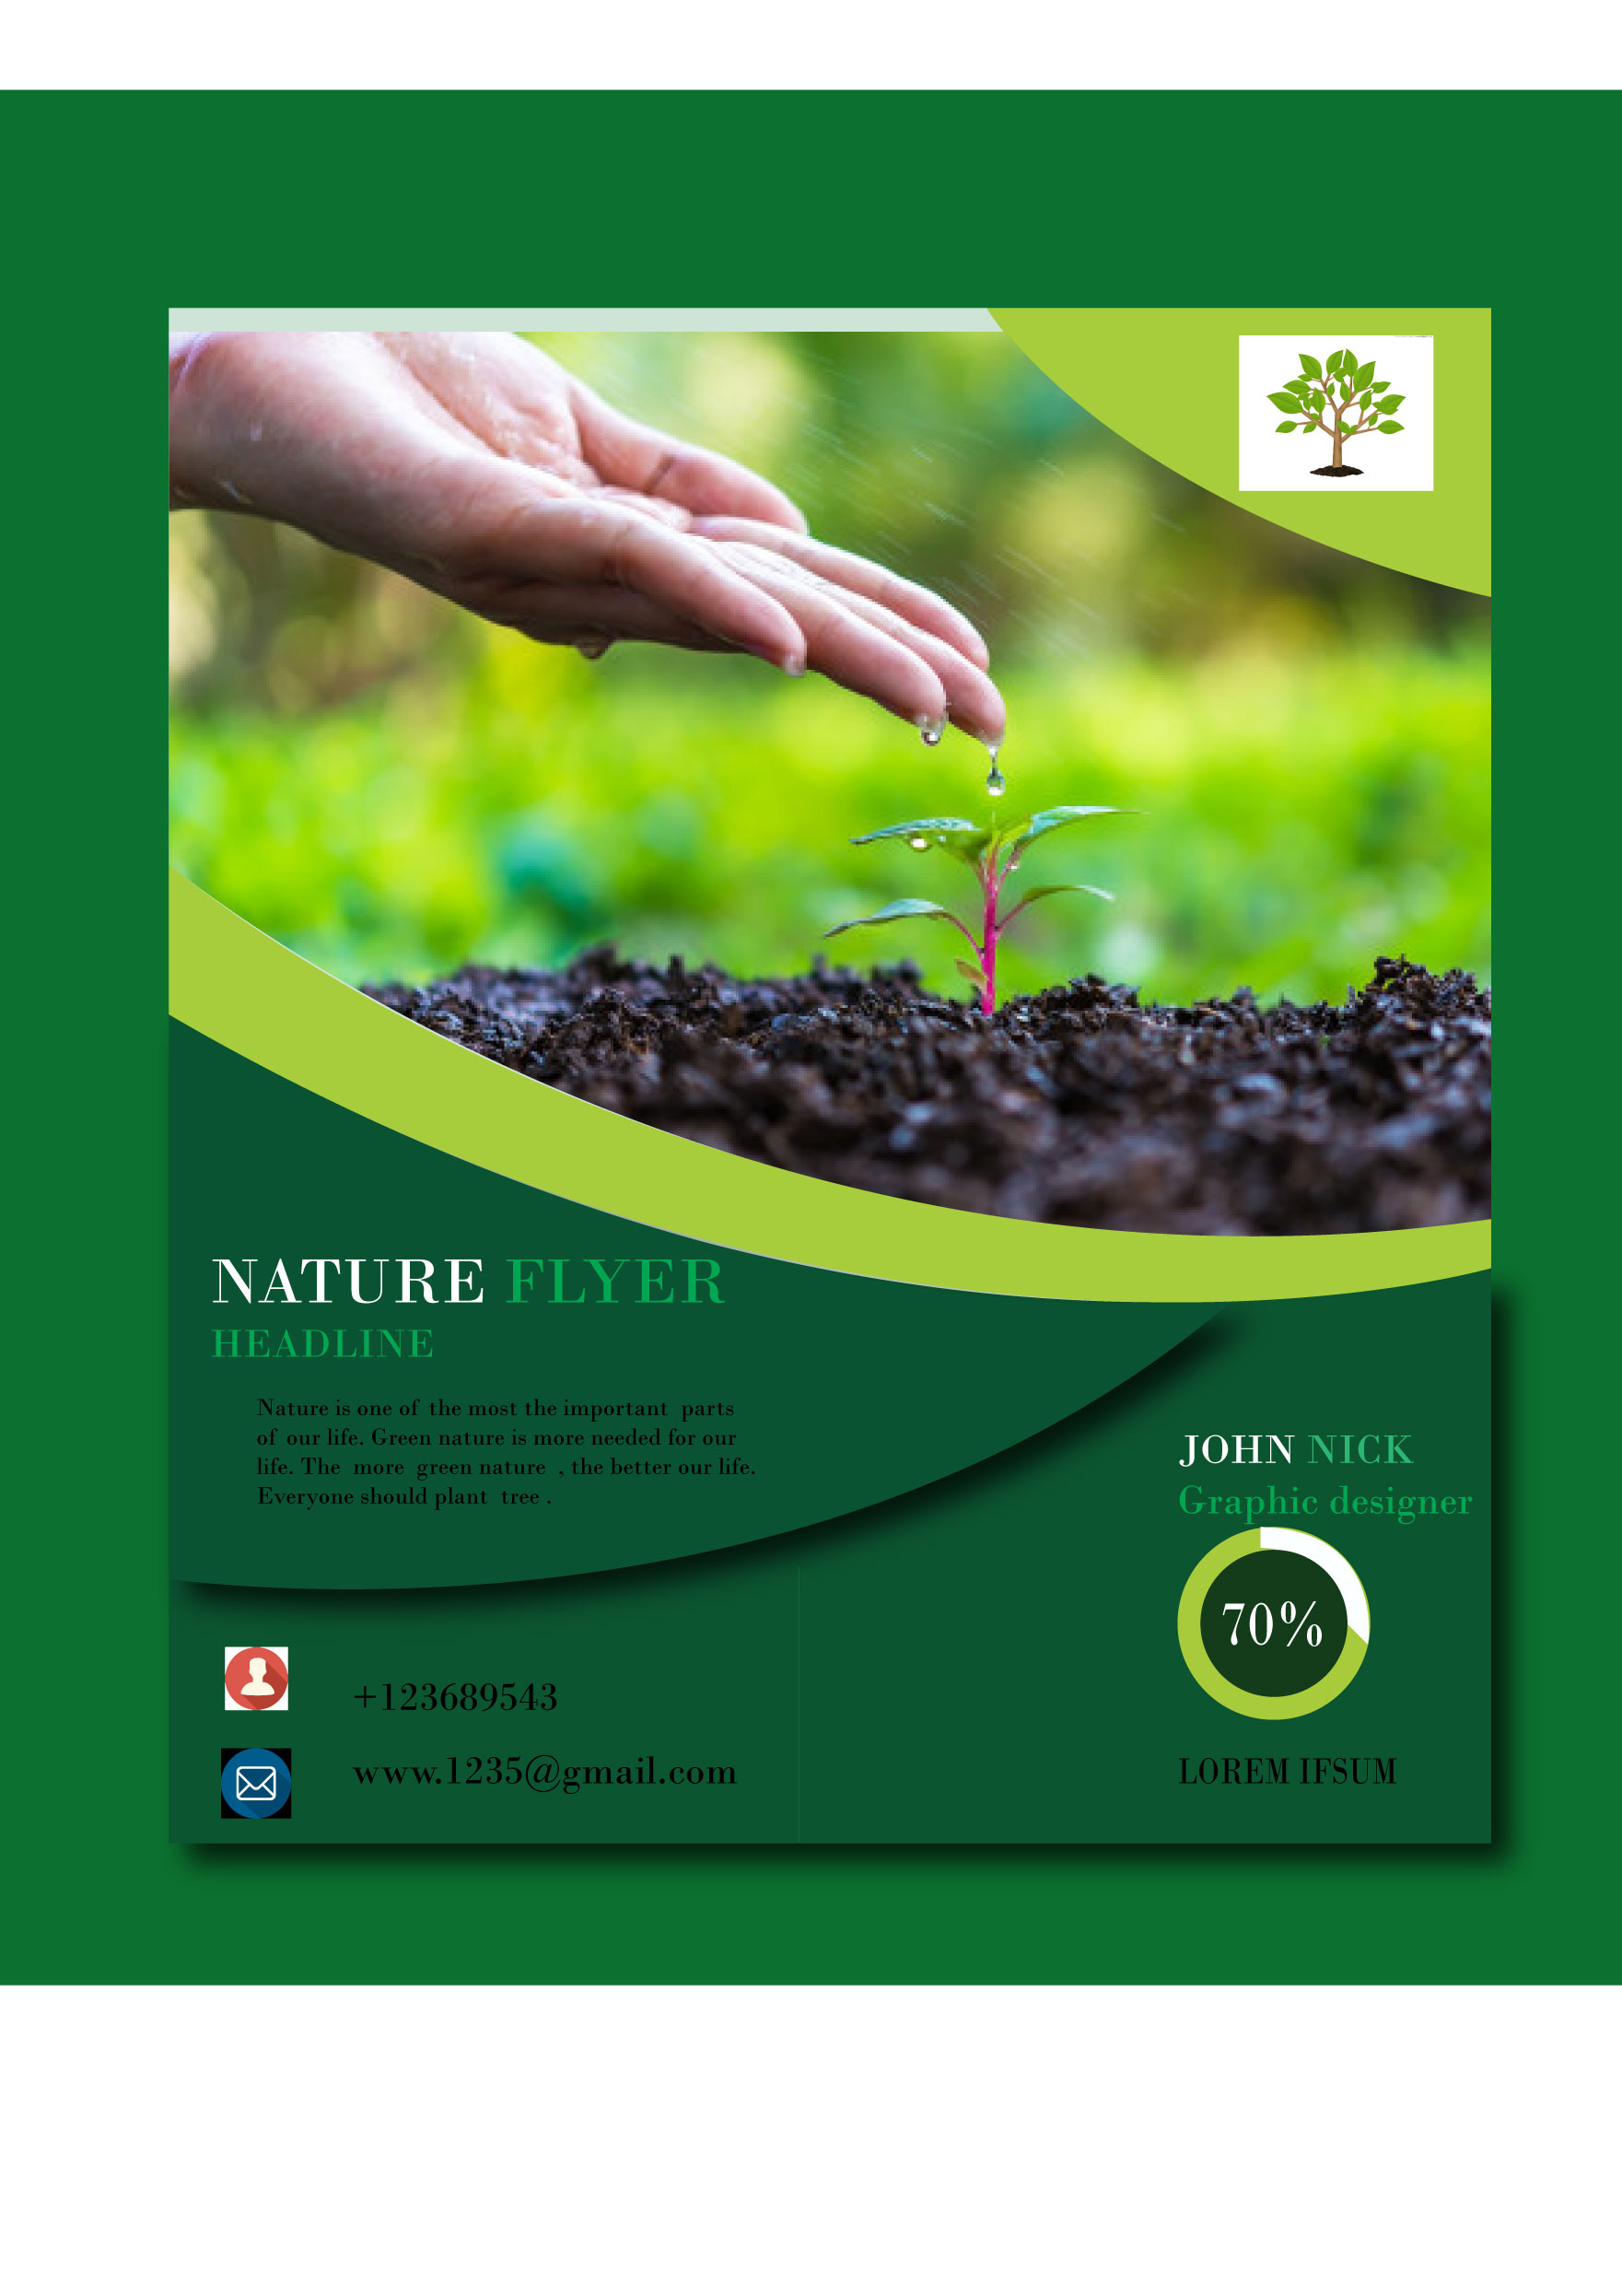 NATURE FLYER
HEADLINE
Nature is one of the most the important parts
of our life. Green nature is more needed for our
life. The more green nature , the better our life.
Everyone should plant tree .
JOHN NICK
Graphic designer
70%
+123689543
www.1235@gmail.com
LOREM IFSUM